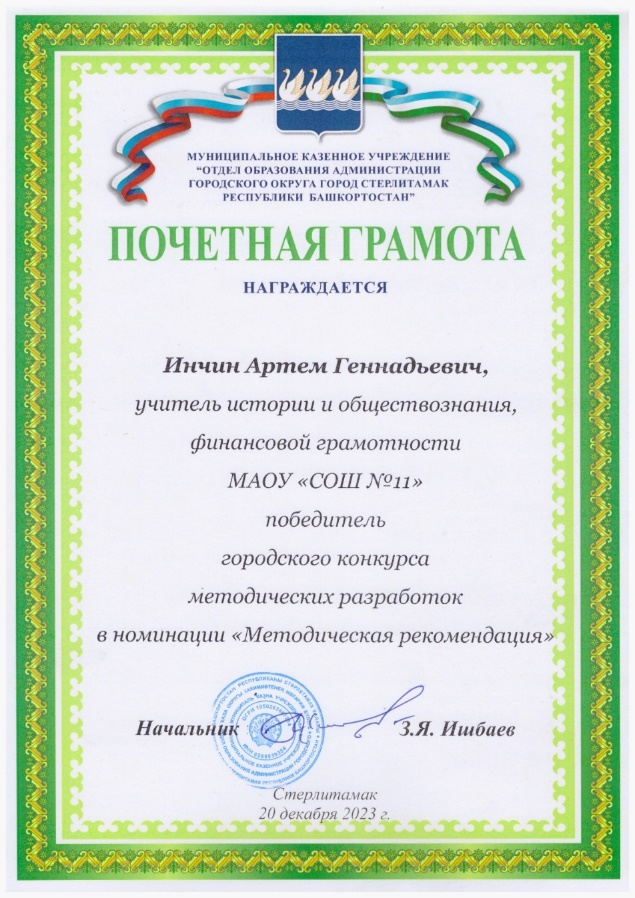 МУНИЦИПАЛЬНОЕ КАЗЕННОЕ УЧРЕЖДЕНИЕ
“ОТДЕЛ ОБРАЗОВАНИЯ АДМИНИСТРАЦИИ
ГОРОДСКОГО ОКРУГА ГОРОД СТЕРЛИТАМАК
РЕСПУБЛИКИ БАШКОРТОСТАН”
ПОЧЕТНАЯ ГРАМОТА
НАГРАЖДАЕТСЯ
Инчин Артем Геннадьевич,
учитель истории и обществознания,
финансовой грамотности
МАОУ «СОШ №11»
победитель
городского конкурса
методических разработок
в номинации «Методическая рекомендация»
Начальник З.Я. Ишбаев
Стерлитамак
20 декабря 2023 г.